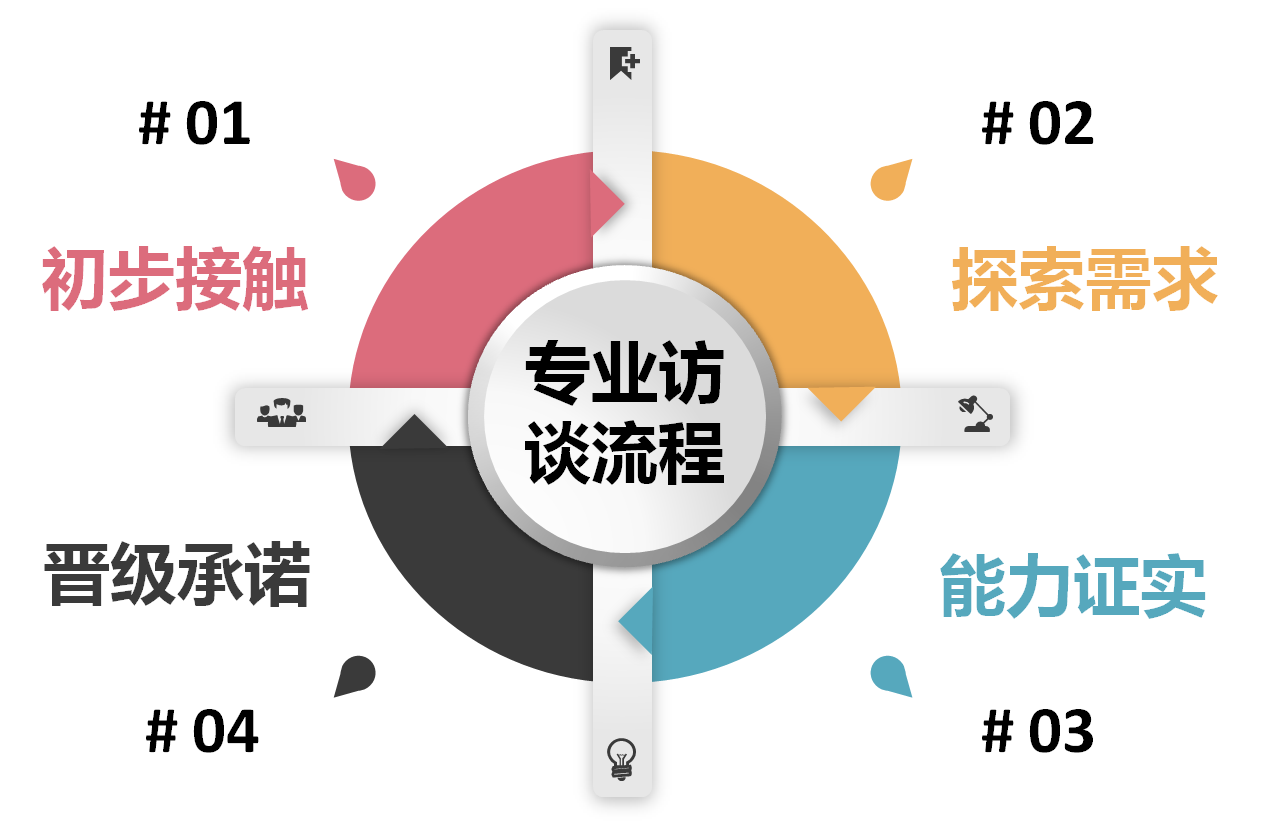 # 01
初步接触
# 02
探索需求
专业访
谈流程
能力证实
# 03
晋级承诺
# 04